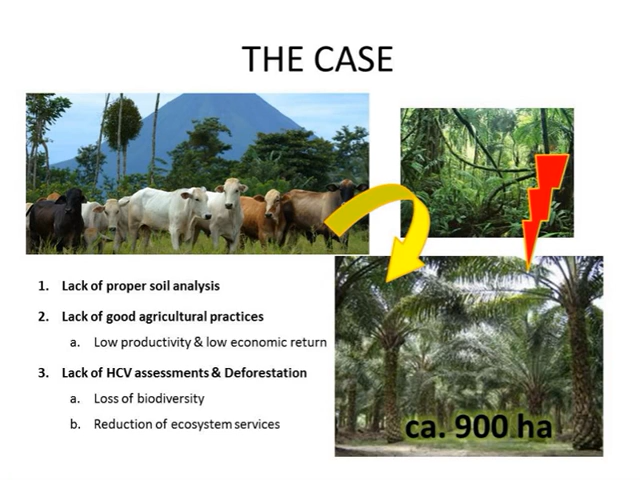 THE CASE
1. Lack of proper soil analysis
2. Lack of good agricultural practices
a. Low productivity & low economic return
3. Lack of HCV assessments & Deforestation
a. Loss of biodiversity
b. Reduction of ecosystem services
ca. 900 ha